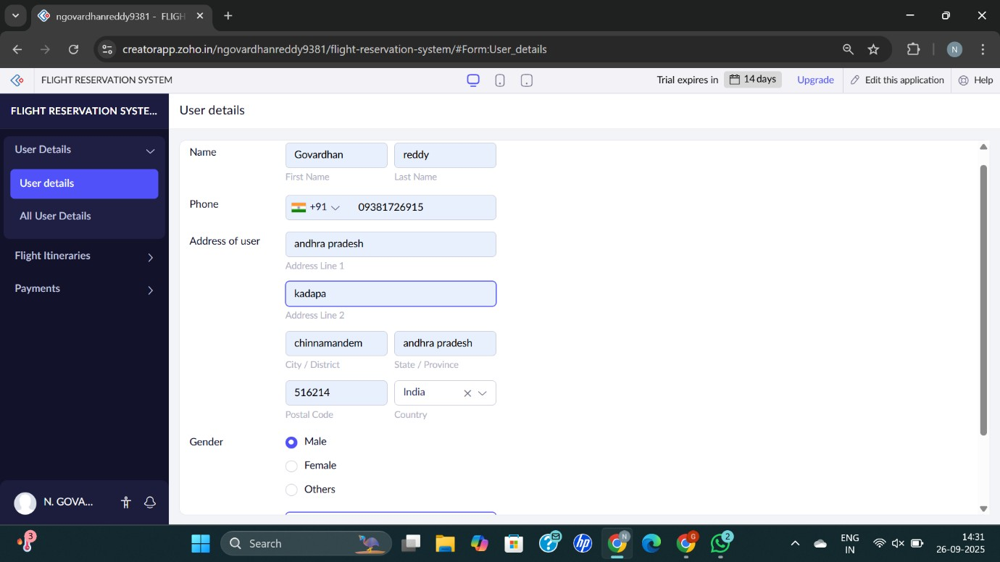 ngovardhanreddy9381 - FLIGH
creatorapp.zoho.in/ngovardhanreddy9381/flight-reservation-system/#Form:User_details
N
FLIGHT RESERVATION SYSTEM
Trial expires in 14 days Upgrade Edit this application Help
FLIGHT RESERVATION SYSTE...
User details
User Details
User details
All User Details
Flight Itineraries
Payments
N. GOVA...
Name
Govardhan reddy
First Name Last Name
Phone
+91 09381726915
Address of user
andhra pradesh
Address Line 1
kadapa
Address Line 2
chinnamandem andhra pradesh
City / District State / Province
516214 India
Postal Code Country
Gender
Male
Female
Others
3
Search
hp
N
G
2
ENG
IN
14:31
26-09-2025